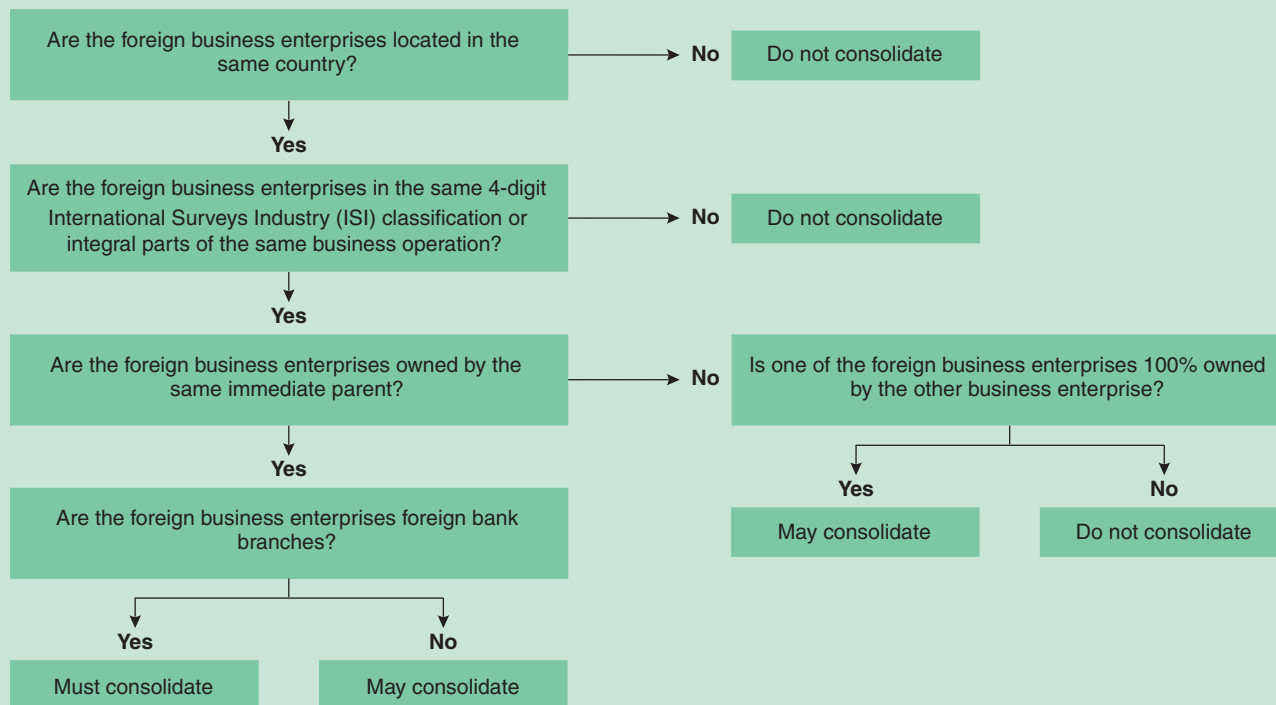 Are the foreign business enterprises located in the
same country?
No
Do not consolidate
Yes
Are the foreign business enterprises in the same 4-digit
International Surveys Industry (ISI) classification or
integral parts of the same business operation?
No
Do not consolidate
Yes
Are the foreign business enterprises owned by the
same immediate parent?
No
Is one of the foreign business enterprises 100% owned
by the other business enterprise?
Yes
No
May consolidate
Do not consolidate
Yes
Are the foreign business enterprises foreign bank
branches?
Yes
No
Must consolidate
May consolidate